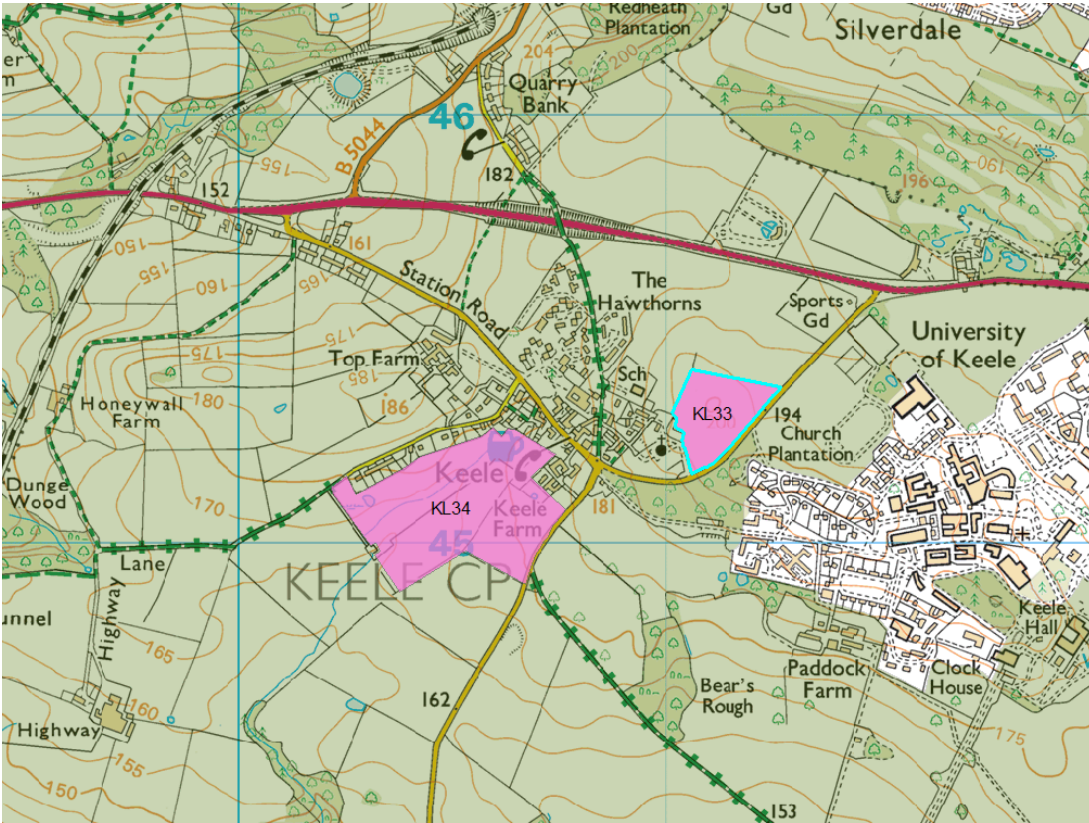 Redheath
Plantation
Gd
Silverdale
er
m
204
200
Quarry
Bank
46
B 5044
155
175
190
182
196
152
161
150
155
160
165
Station Road
The
Hawthorns
Sports
Gd
University
of Keele
175
175
Top Farm
185
186
180
Sch
KL33
200
194
Church
Plantation
Honeywall
Farm
Dunge
Wood
170
Keele
KL34
Keele
Farm
181
45
KEELE CP
Lane
Highway
unnel
165
Keele
Hall
Paddock
Farm
Clock
House
Bear's
Rough
162
160
Highway
155
175
150
153